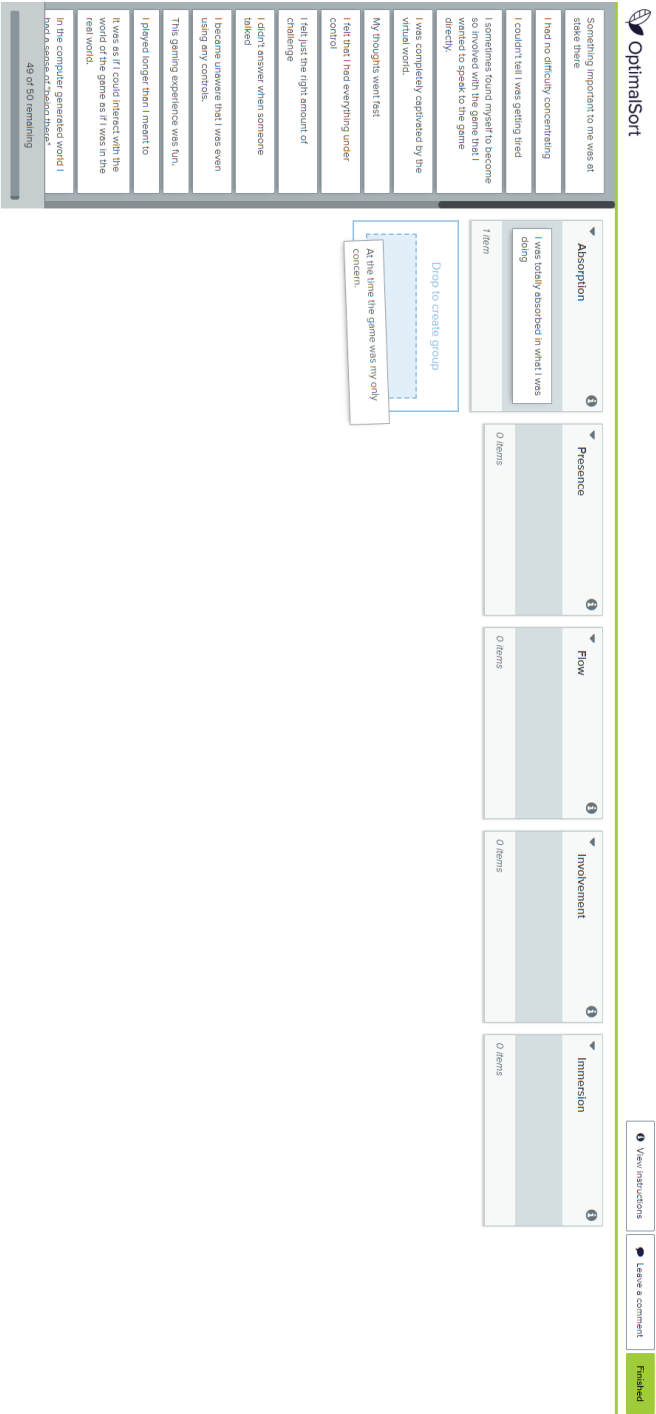 OptimalSort
View instructions
Leave a comment
Finished
Something important to me was at
stake there
I had no difficulty concentrating
I couldn't tell I was getting tired
I sometimes found myself to become
so involved with the game that I
wanted to speak to the game
directly.
I was completely captivated by the
virtual world.
My thoughts went fast
I felt that I had everything under
control
I felt just the right amount of
challenge
I didn't answer when someone
talked
I became unaware that I was even
using any controls.
This gaming experience was fun.
I played longer than I meant to
It was as if I could interact with the
world of the game as if I was in the
real world.
In the computer generated world I
had a sense of "being there"
49 of 50 remaining
Absorption
I was totally absorbed in what I was
doing
1 item
Drop to create group
At the time the game was my only
concern.
Presence
0 items
Flow
0 items
Involvement
0 items
Immersion
0 items